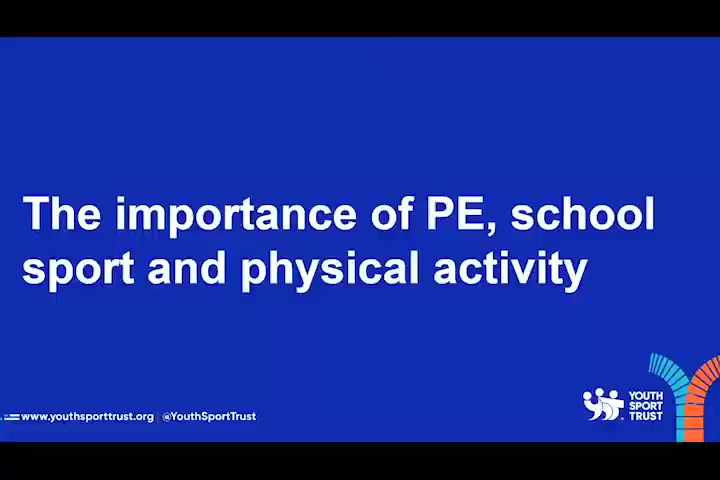 The importance of PE, school
sport and physical activity
www.youthsporttrust.org | @YouthSportTrust
YOUTH
SPORT
TRUST